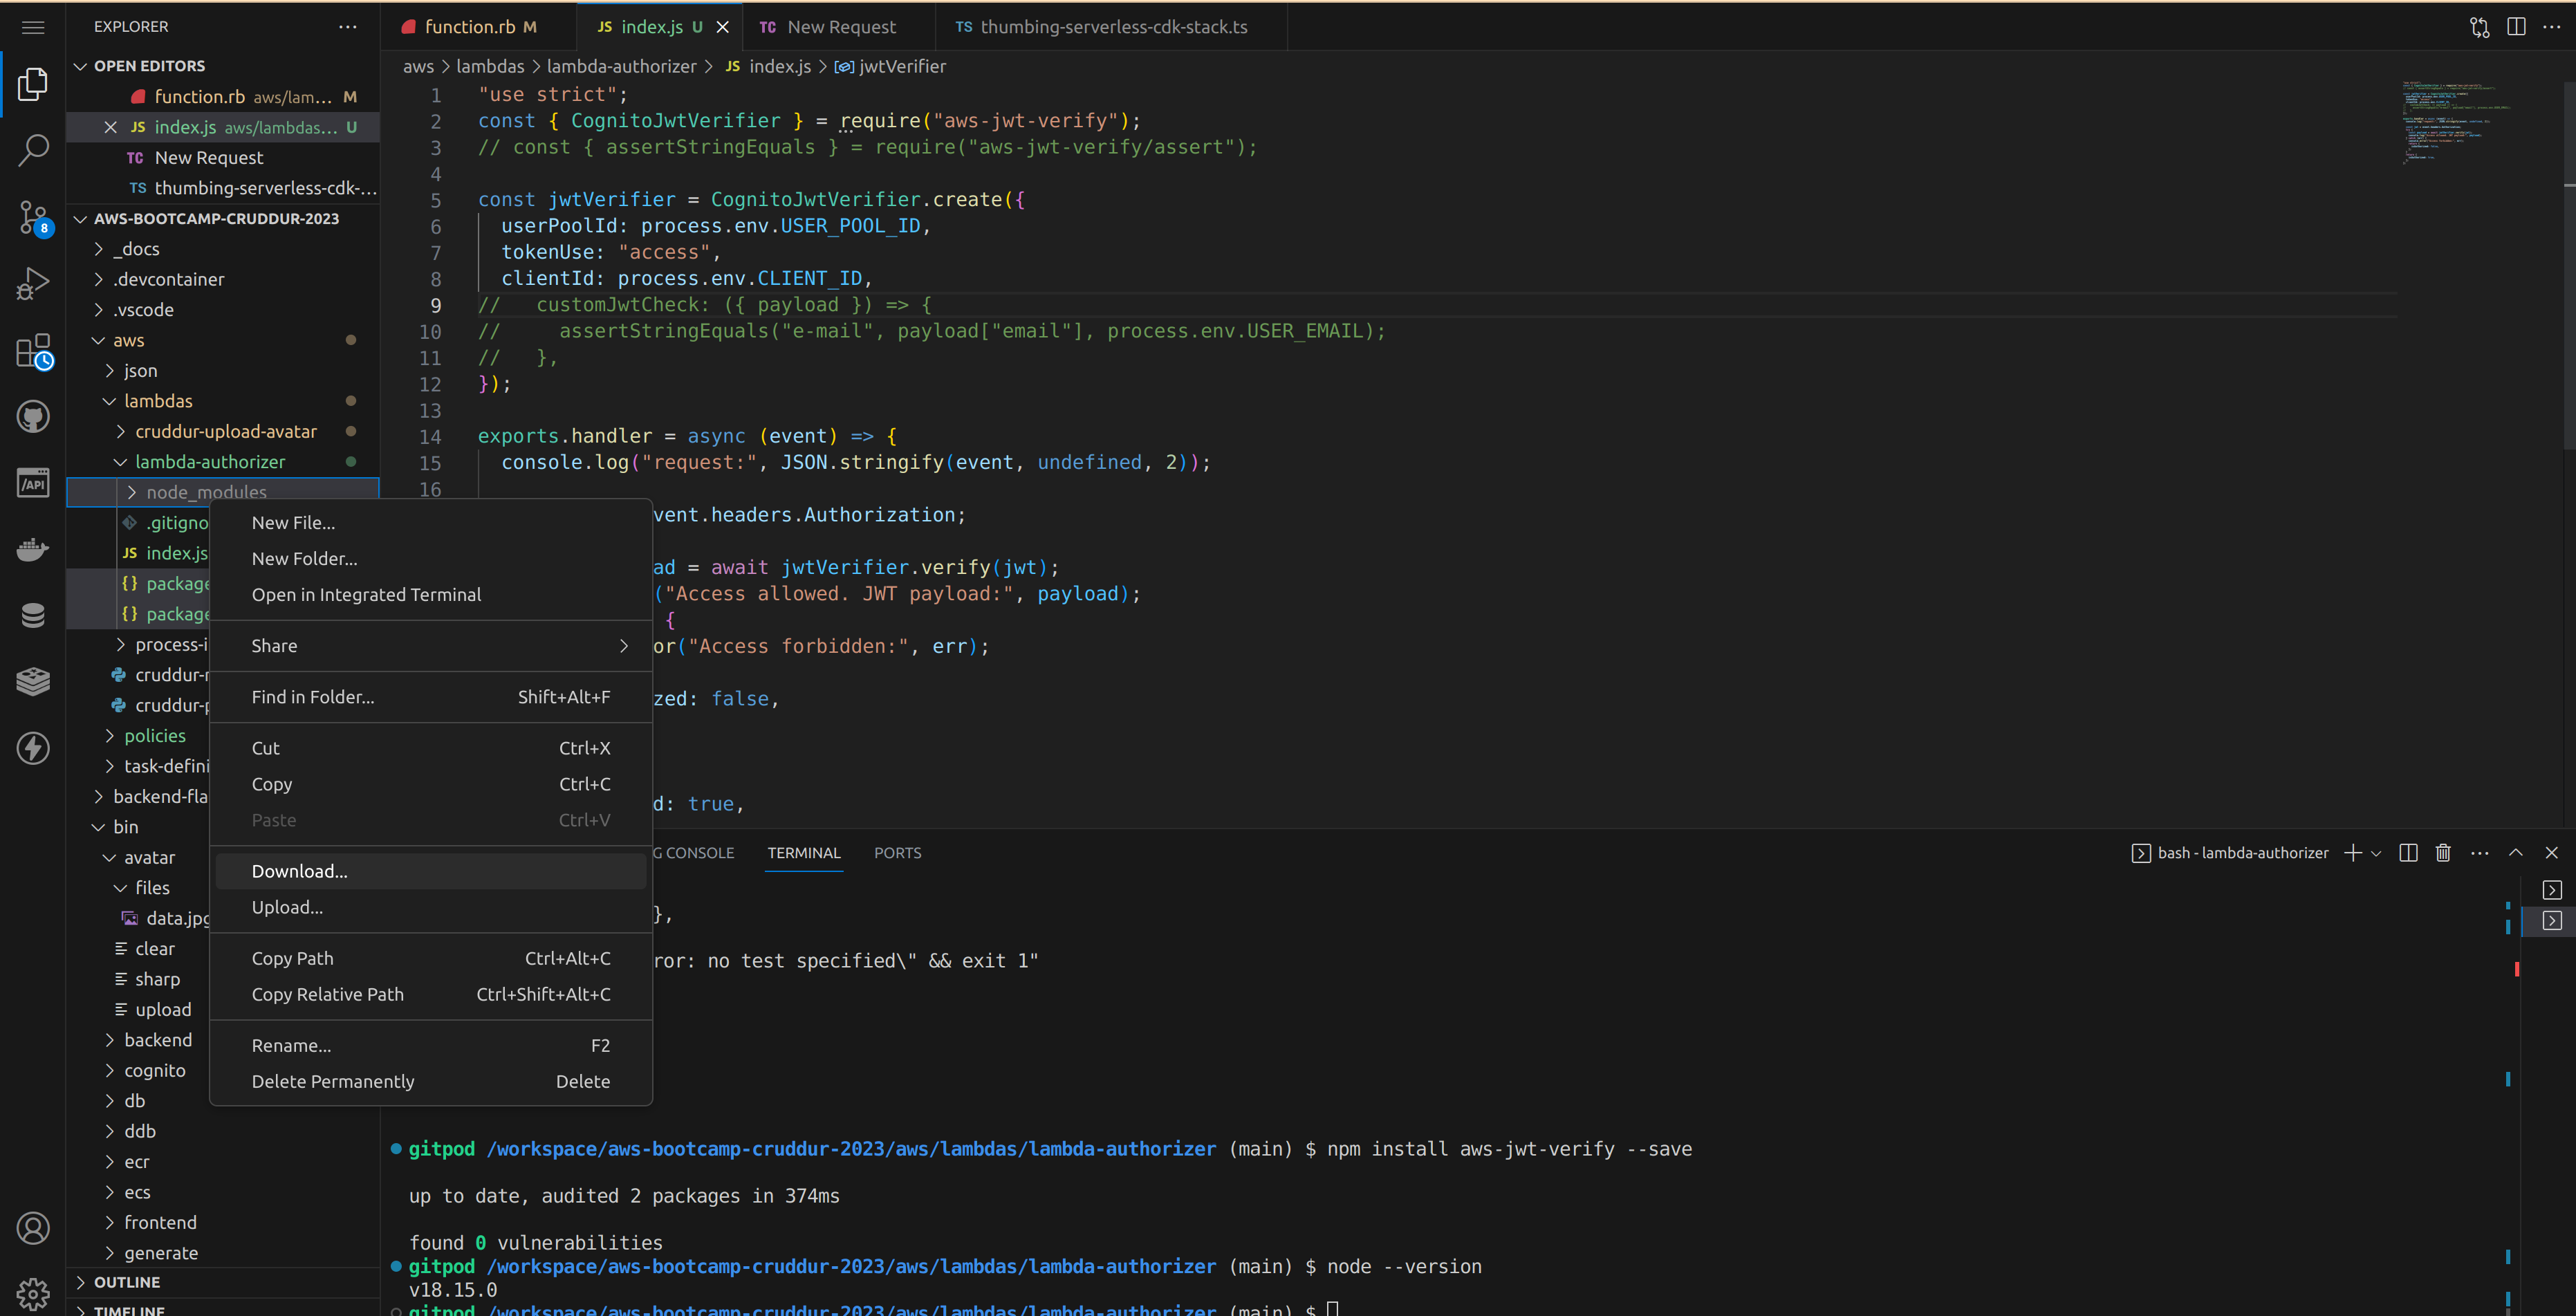 EXPLORER
OPEN EDITORS
function.rb aws/lam... M
index.js aws/lambdas... U
TC New Request
TS thumbing-serverless-cdk-...
AWS-BOOTCAMP-CRUDDUR-2023
_docs
.devcontainer
.vscode
aws
json
lambdas
cruddur-upload-avatar
lambda-authorizer
node_modules
.gitigno
JS index.js
{} package
{} package
process-i
cruddur-
cruddur-
policies
task-defini
backend-fla
bin
avatar
files
data.jpg
clear
sharp
upload
backend
cognito
db
ddb
ecr
ecs
frontend
generate
OUTLINE
TIMELINE
8
/API
New File...
New Folder...
Open in Integrated Terminal
Share
Find in Folder... Shift+Alt+F
Cut Ctrl+X
Copy Ctrl+C
Paste Ctrl+V
Download...
Upload...
Copy Path Ctrl+Alt+C
Copy Relative Path Ctrl+Shift+Alt+C
Rename... F2
Delete Permanently Delete
function.rb M JS index.js U TC New Request TS thumbing-serverless-cdk-stack.ts
aws > lambdas > lambda-authorizer > JS index.js > jwtVerifier
1 "use strict";
2 const { CognitoJwtVerifier } = require("aws-jwt-verify");
3 // const { assertStringEquals } = require("aws-jwt-verify/assert");
4
5 const jwtVerifier = CognitoJwtVerifier.create({
6 userPoolId: process.env.USER_POOL_ID,
7 tokenUse: "access",
8 clientId: process.env.CLIENT_ID,
9 // customJwtCheck: ({ payload }) => {
10 // assertStringEquals("e-mail", payload["email"], process.env.USER_EMAIL);
11 // },
12 });
13
14 exports.handler = async (event) => {
15 console.log("request:", JSON.stringify(event, undefined, 2));
16
vent.headers.Authorization;
ad = await jwtVerifier.verify(jwt);
("Access allowed. JWT payload:", payload);
{
or("Access forbidden:", err);
zed: false,
d: true,
G CONSOLE TERMINAL PORTS
bash - lambda-authorizer
},
ror: no test specified\" && exit 1"
gitpod /workspace/aws-bootcamp-cruddur-2023/aws/lambdas/lambda-authorizer (main) $ npm install aws-jwt-verify --save
up to date, audited 2 packages in 374ms
found 0 vulnerabilities
gitpod /workspace/aws-bootcamp-cruddur-2023/aws/lambdas/lambda-authorizer (main) $ node --version
v18.15.0
gitpod /workspace/aws-bootcamp-cruddur-2023/aws/lambdas/lambda-authorizer (main) $